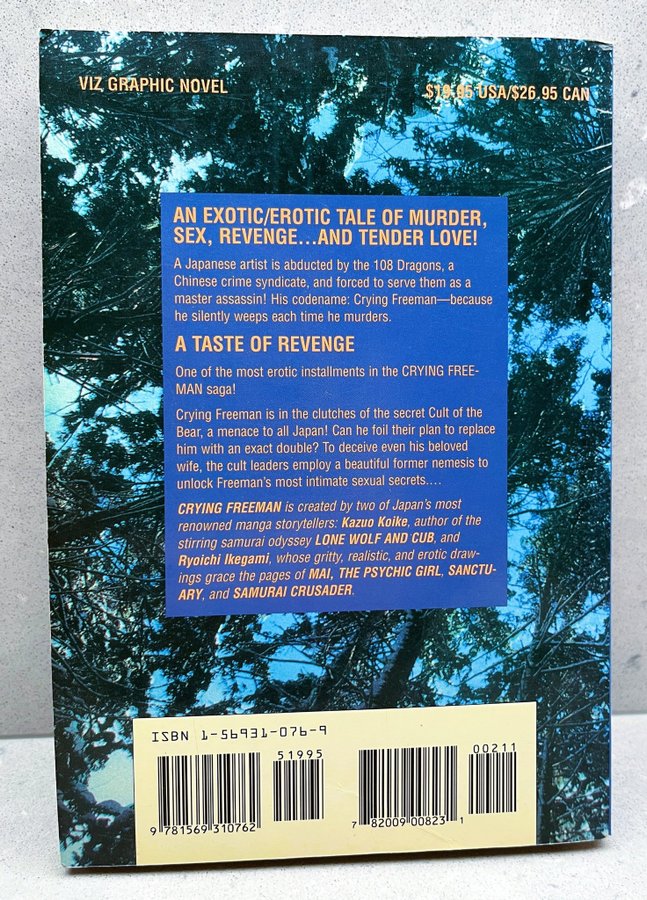 VIZ GRAPHIC NOVEL
$19.95 USA/$26.95 CAN
AN EXOTIC/EROTIC TALE OF MURDER,
SEX, REVENGE...AND TENDER LOVE!
A Japanese artist is abducted by the 108 Dragons, a
Chinese crime syndicate, and forced to serve them as a
master assassin! His codename: Crying Freeman—because
he silently weeps each time he murders.
A TASTE OF REVENGE
One of the most erotic installments in the CRYING FREE-
MAN saga!
Crying Freeman is in the clutches of the secret Cult of the
Bear, a menace to all Japan! Can he foil their plan to replace
him with an exact double? To deceive even his beloved
wife, the cult leaders employ a beautiful former nemesis to
unlock Freeman's most intimate sexual secrets....
CRYING FREEMAN is created by two of Japan's most
renowned manga storytellers: Kazuo Koike, author of the
stirring samurai odyssey LONE WOLF AND CUB, and
Ryoichi Ikegami, whose gritty, realistic, and erotic draw-
ings grace the pages of MAI, THE PSYCHIC GIRL, SANCTU-
ARY, and SAMURAI CRUSADER.
ISBN 1-56931-076-9
51995
00211
9 781569 310762
7 82009 00823 1